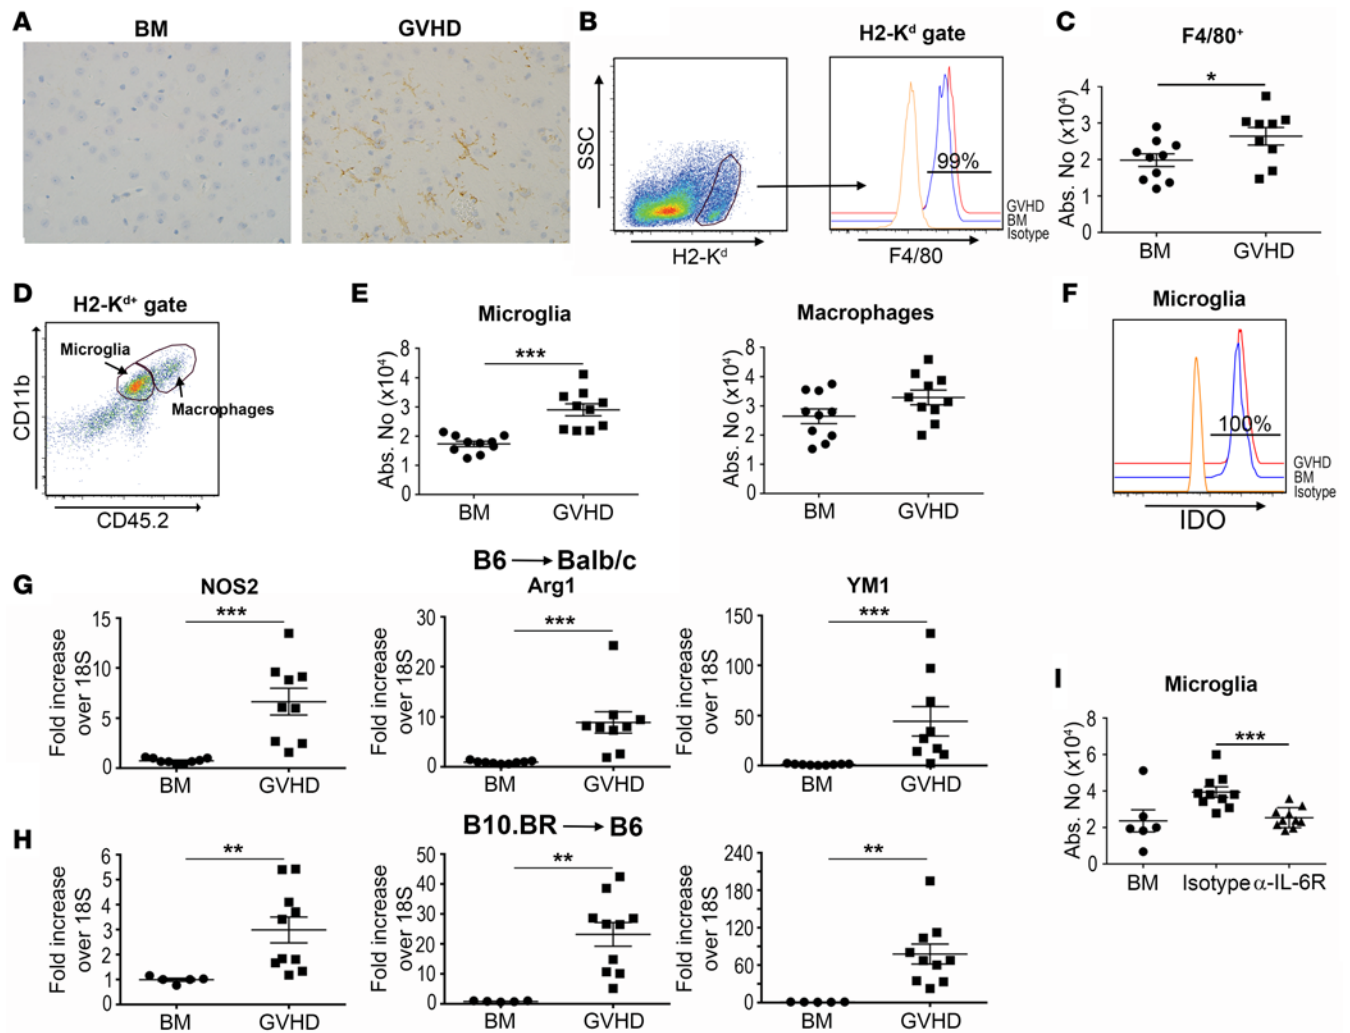 A
BM
GVHD
B
H2-Kᵈ gate
SSC
H2-Kᵈ
99%
GVHD
BM
Isotype
F4/80
C
F4/80⁺
*
Abs. No (x10⁴)
4
3
2
1
0
BM GVHD
D
H2-Kᵈ⁺ gate
Microglia
Macrophages
CD11b
CD45.2
E
Microglia
***
Abs. No (x10⁴)
8
4
3
2
1
0
BM GVHD
Macrophages
Abs. No (x10⁴)
8
4
3
2
1
0
BM GVHD
F
Microglia
100%
GVHD
BM
Isotype
IDO
B6 → Balb/c
G
NOS2
***
Fold increase
over 18S
15
10
5
0
BM GVHD
Arg1
***
Fold increase
over 18S
30
20
10
0
BM GVHD
YM1
***
Fold increase
over 18S
150
100
50
0
BM GVHD
B10.BR → B6
H
**
Fold increase
over 18S
6
5
4
3
2
1
0
BM GVHD
**
Fold increase
over 18S
50
40
30
20
10
0
BM GVHD
**
Fold increase
over 18S
240
180
120
60
0
BM GVHD
I
Microglia
***
Abs. No (x10⁴)
8
6
4
2
0
BM Isotype α-IL-6R